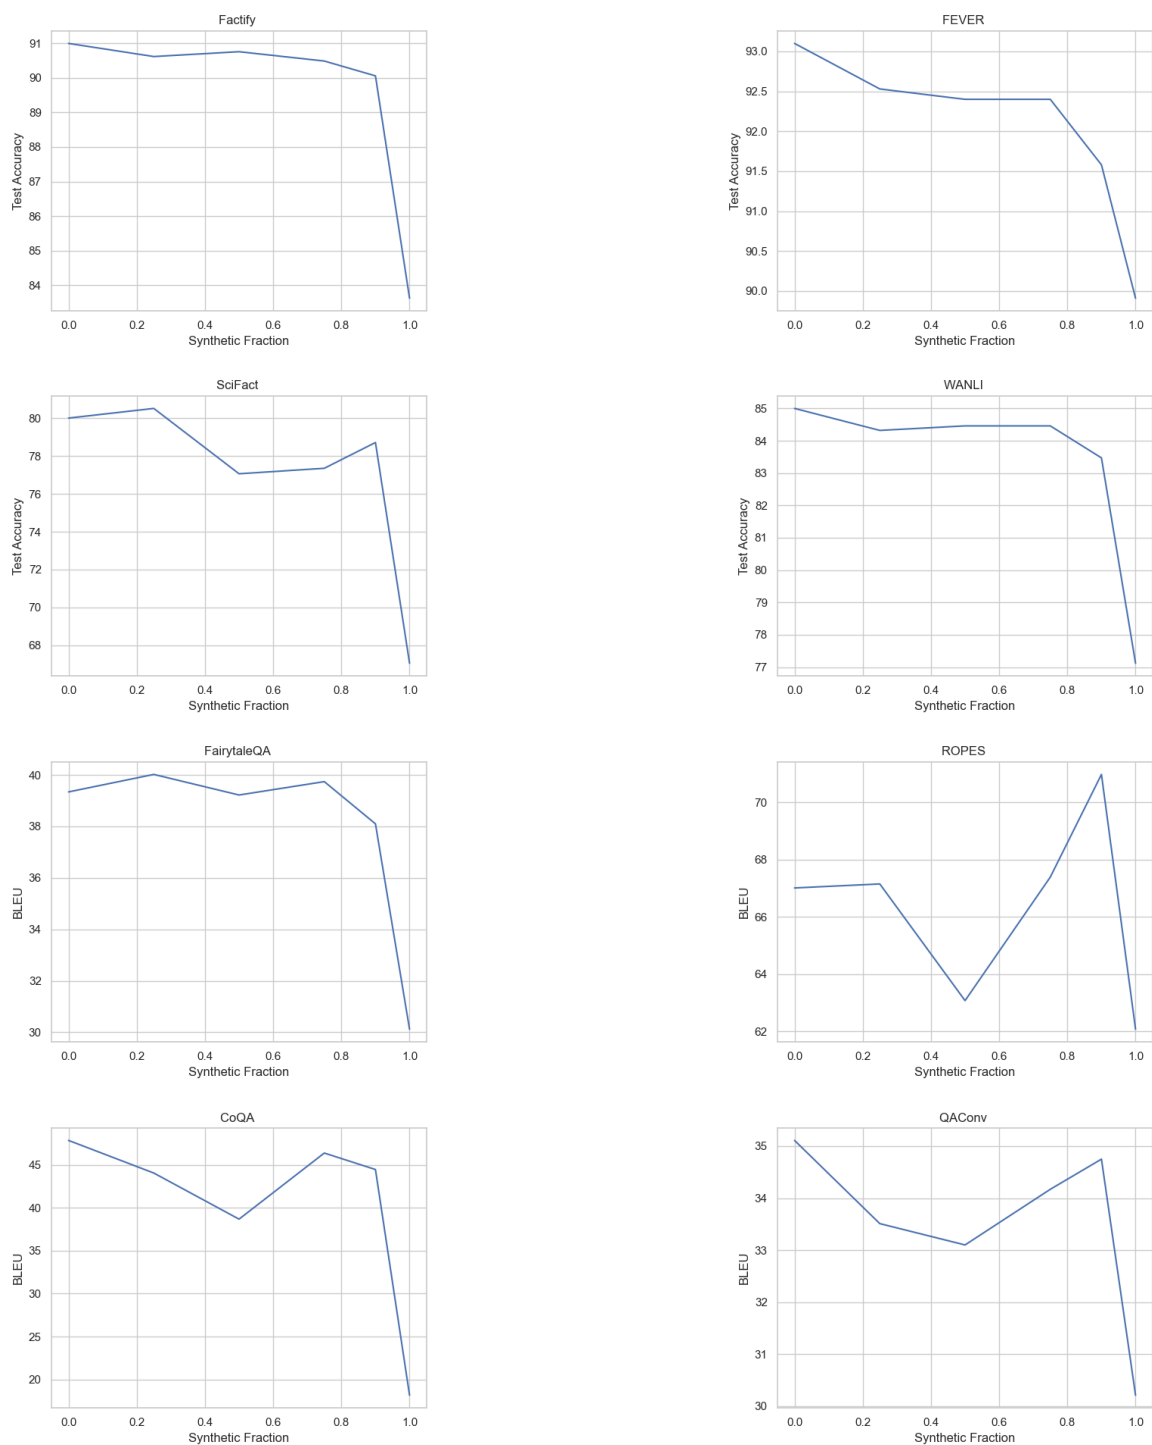 Factify
91
90
89
88
87
86
85
84
Test Accuracy
0.0 0.2 0.4 0.6 0.8 1.0
Synthetic Fraction
FEVER
93.0
92.5
92.0
91.5
91.0
90.5
90.0
Test Accuracy
0.0 0.2 0.4 0.6 0.8 1.0
Synthetic Fraction
SciFact
80
78
76
74
72
70
68
Test Accuracy
0.0 0.2 0.4 0.6 0.8 1.0
Synthetic Fraction
WANLI
85
84
83
82
81
80
79
78
77
Test Accuracy
0.0 0.2 0.4 0.6 0.8 1.0
Synthetic Fraction
FairytaleQA
40
38
36
34
32
30
BLEU
0.0 0.2 0.4 0.6 0.8 1.0
Synthetic Fraction
ROPES
70
68
66
64
62
BLEU
0.0 0.2 0.4 0.6 0.8 1.0
Synthetic Fraction
CoQA
45
40
35
30
25
20
BLEU
0.0 0.2 0.4 0.6 0.8 1.0
Synthetic Fraction
QAConv
35
34
33
32
31
30
BLEU
0.0 0.2 0.4 0.6 0.8 1.0
Synthetic Fraction